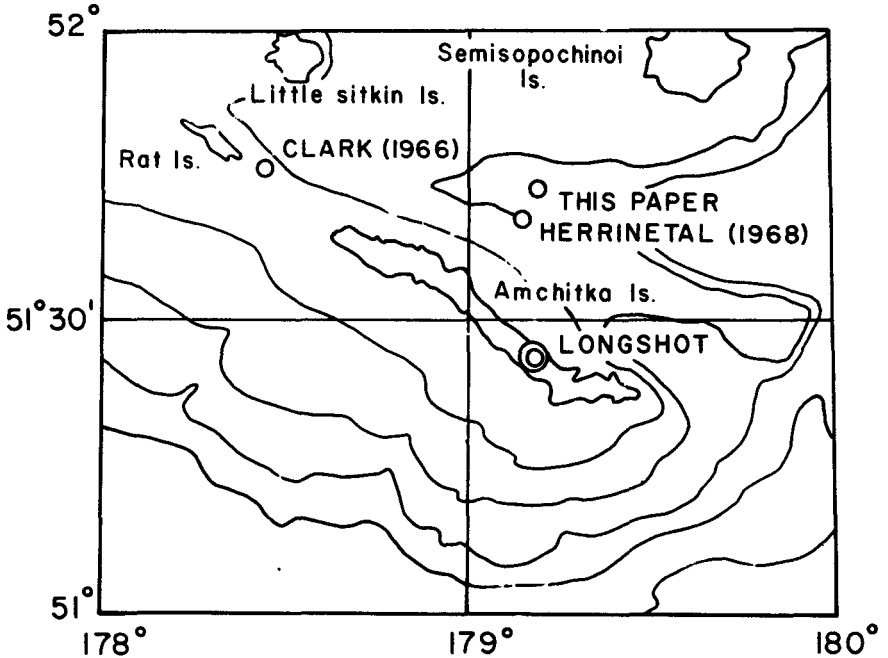 52°
Semisopochinoi
Is.
Little sitkin Is.
Rat Is.
CLARK (1966)
THIS PAPER
HERRINETAL (1968)
Amchitka Is.
51° 30'
LONGSHOT
51°
178°
179°
180°